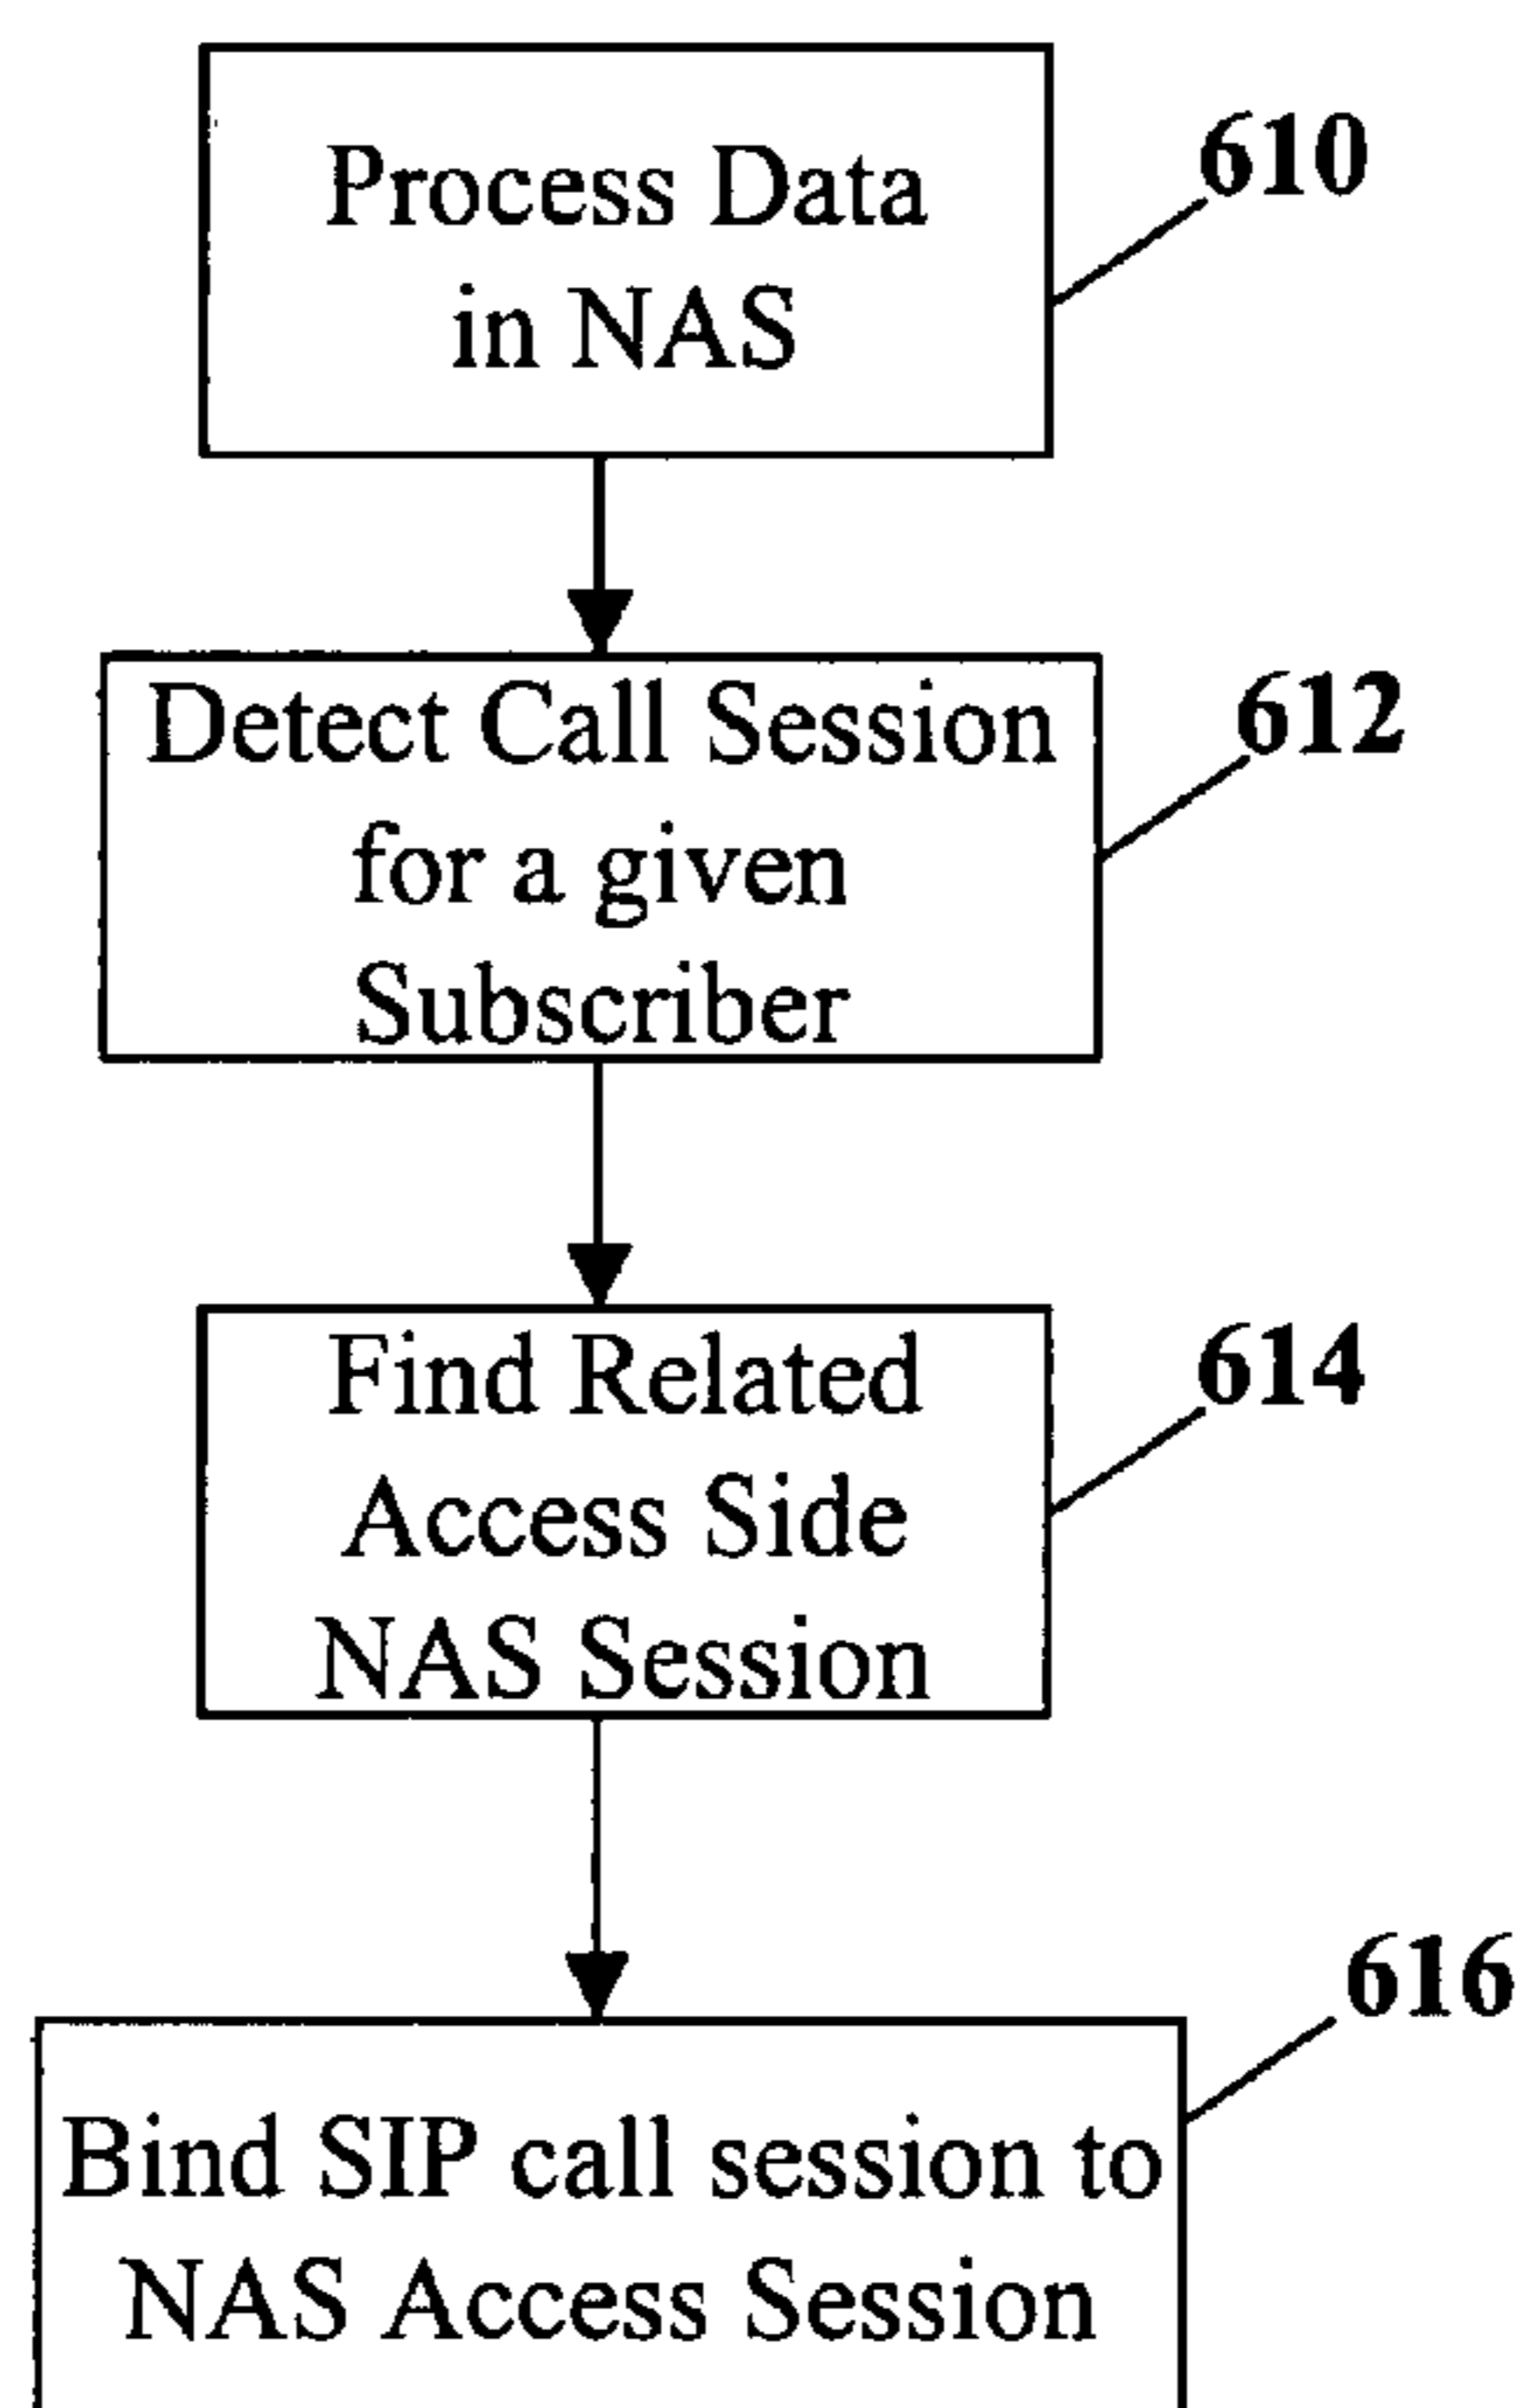 Process Data
in NAS
610
Detect Call Session
for a given
Subscriber
612
Find Related
Access Side
NAS Session
614
Bind SIP call session to
NAS Access Session
616